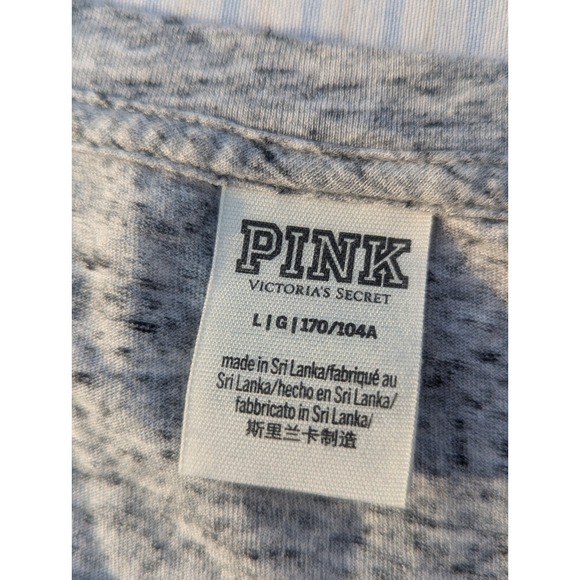 PINK
VICTORIA'S SECRET
L | G | 170/104A
made in Sri Lanka/fabriqué au
Sri Lanka/hecho en Sri Lanka/
fabbricato in Sri Lanka/
斯里兰卡制造